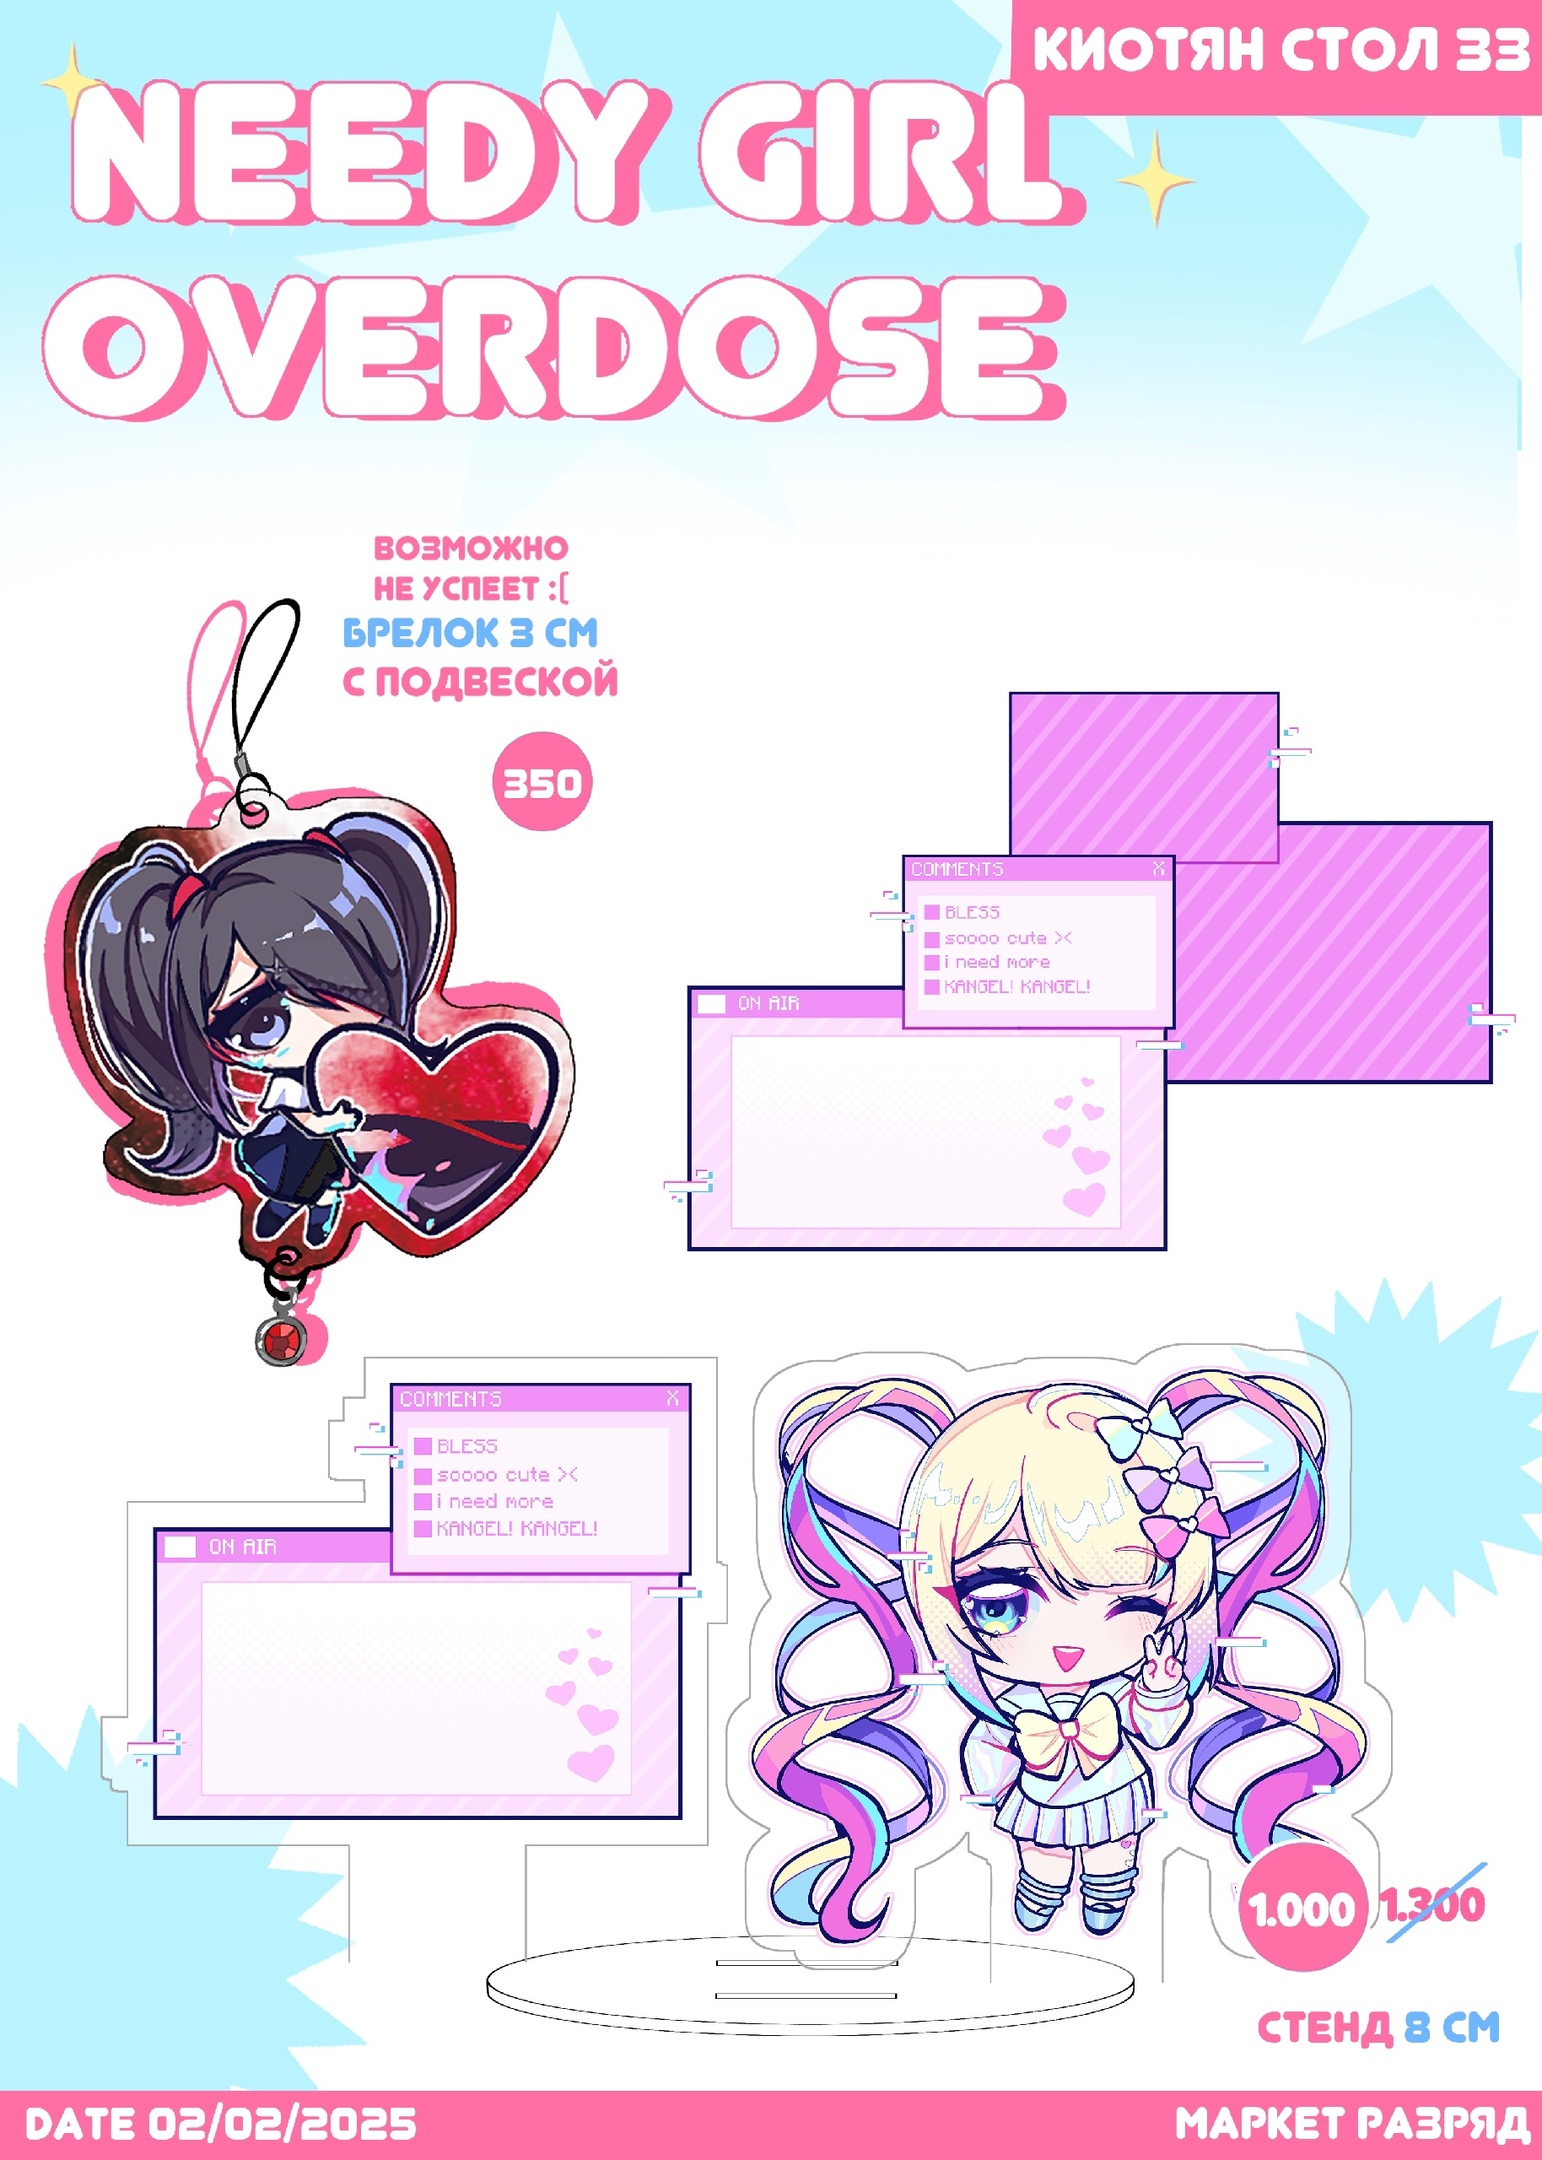 КИОТЯН СТОЛ 33
NEEDY GIRL
OVERDOSE
ВОЗМОЖНО
НЕ УСПЕЕТ :(
БРЕЛОК 3 СМ
С ПОДВЕСКОЙ
350
COMMENTS X
BLESS
soooo cute ><
i need more
KANGEL! KANGEL!
ON AIR
COMMENTS X
BLESS
soooo cute ><
i need more
KANGEL! KANGEL!
ON AIR
1.000 1.300
СТЕНД 8 СМ
DATE 02/02/2025
МАРКЕТ РАЗРЯД